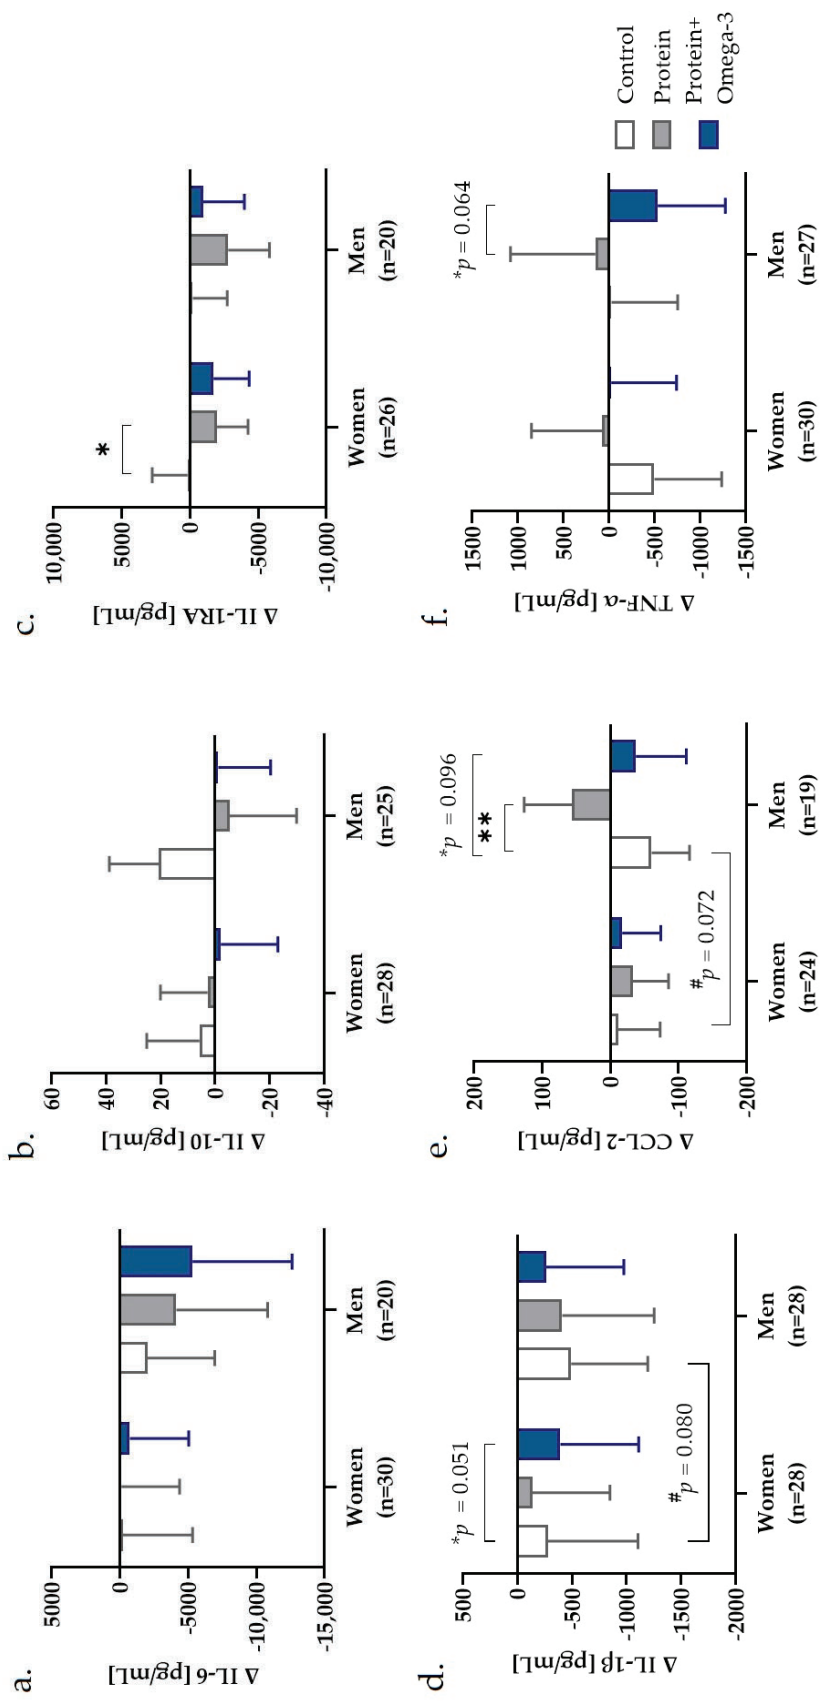 a.
Δ IL-6 [pg/mL]
5000
0
-5000
-10,000
-15,000
Women
(n=30)
Men
(n=20)
b.
Δ IL-10 [pg/mL]
60
40
20
0
-20
-40
Women
(n=28)
Men
(n=25)
c.
Δ IL-1RA [pg/mL]
10,000
5000
0
-5000
-10,000
*
Women
(n=26)
Men
(n=20)
d.
Δ IL-1β [pg/mL]
500
0
-5000
-1000
-1500
-2000
*p = 0.051
#p = 0.080
Women
(n=28)
Men
(n=28)
e.
Δ CCL-2 [pg/mL]
200
100
0
-100
-200
*p = 0.096
**
#p = 0.072
Women
(n=24)
Men
(n=19)
f.
Δ TNF-α [pg/mL]
1500
1000
500
0
-500
-1000
-1500
*p = 0.064
Women
(n=30)
Men
(n=27)
Control
Protein
Protein+
Omega-3